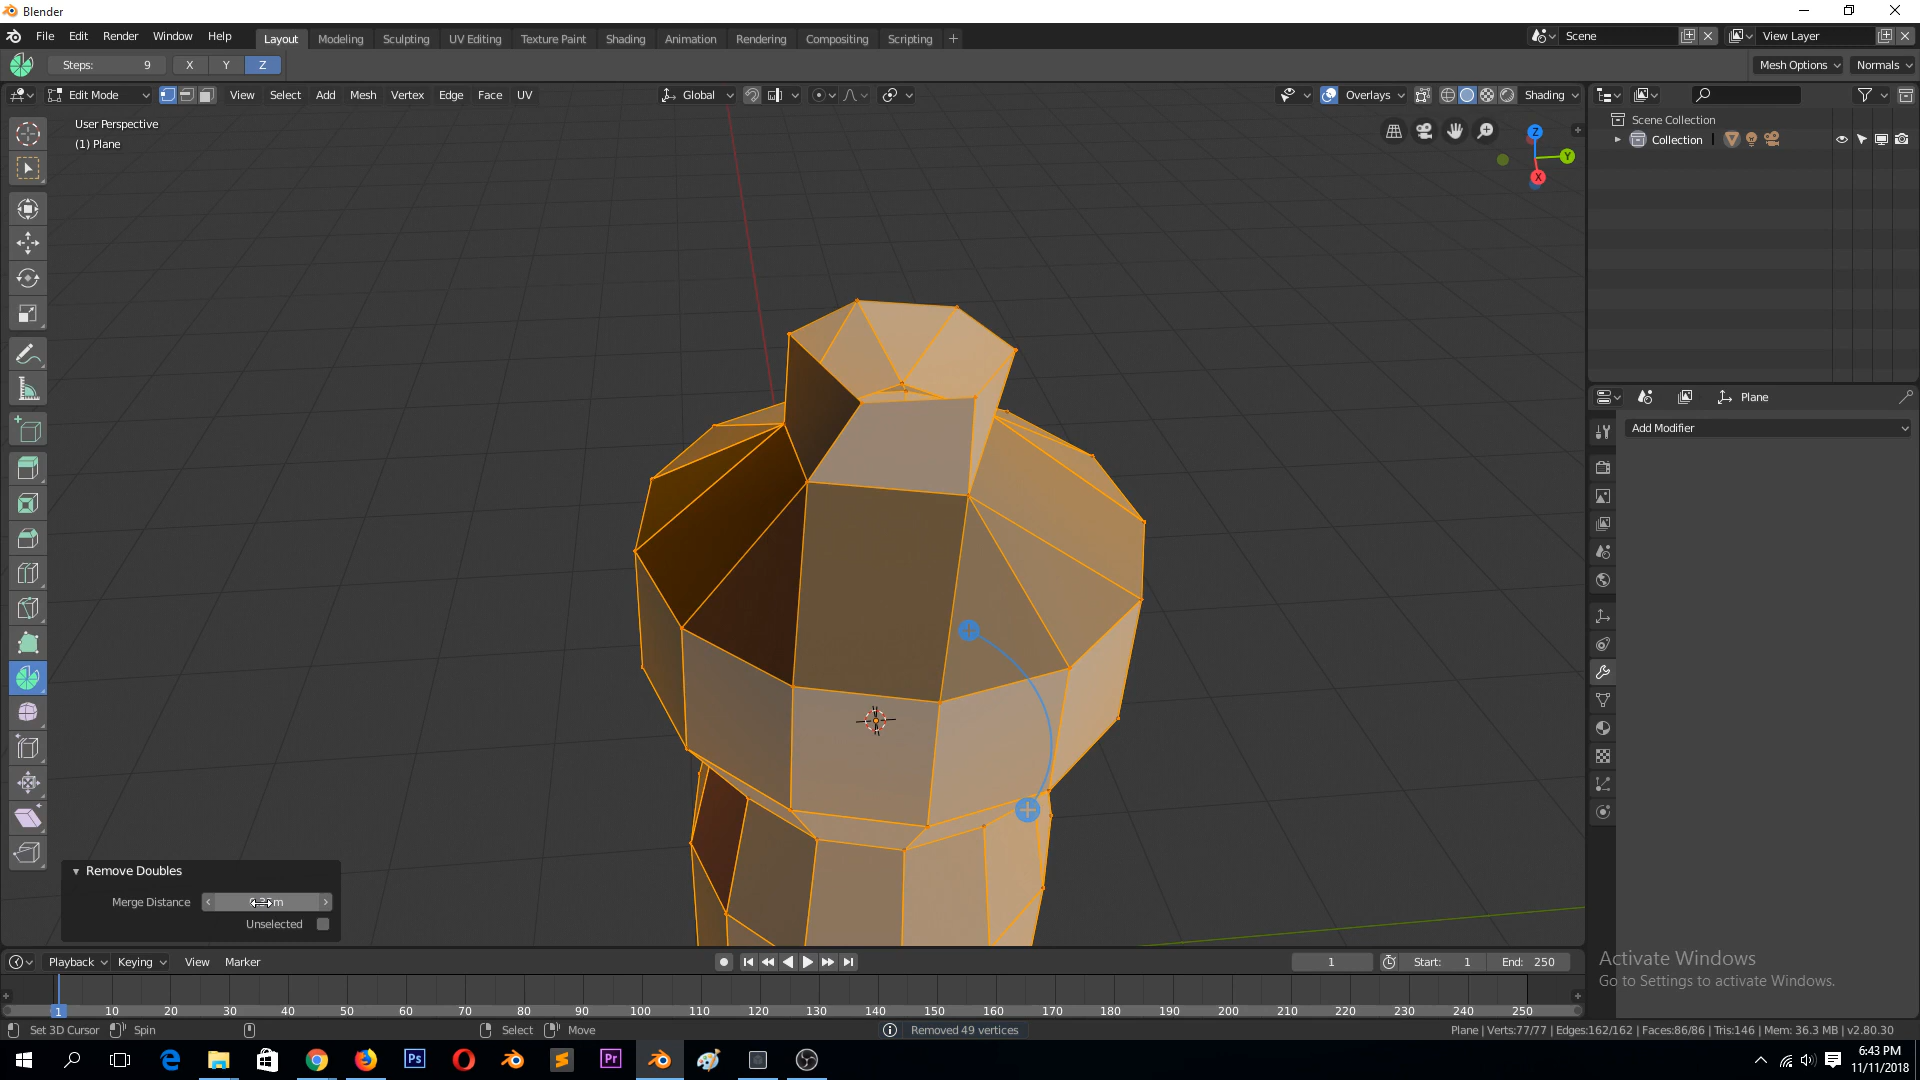 Blender
File Edit Render Window Help Layout Modeling Sculpting UV Editing Texture Paint Shading Animation Rendering Compositing Scripting + Scene View Layer
Steps: 9 X Y Z Mesh Options Normals
Edit Mode View Select Add Mesh Vertex Edge Face UV Global Overlays Shading
User Perspective
(1) Plane
Z
Y
X
Scene Collection
Collection
Plane
Add Modifier
Remove Doubles
Merge Distance
Unselected
Playback Keying View Marker 1 Start: 1 End: 250
1 10 20 30 40 50 60 70 80 90 100 110 120 130 140 150 160 170 180 190 200 210 220 230 240 250
Activate Windows
Go to Settings to activate Windows.
Set 3D Cursor Spin Select Move Removed 49 vertices Plane | Verts:77/77 | Edges:162/162 | Faces:86/86 | Tris:146 | Mem: 36.3 MB | v2.80.30
Ps Pr
6:43 PM
11/11/2018